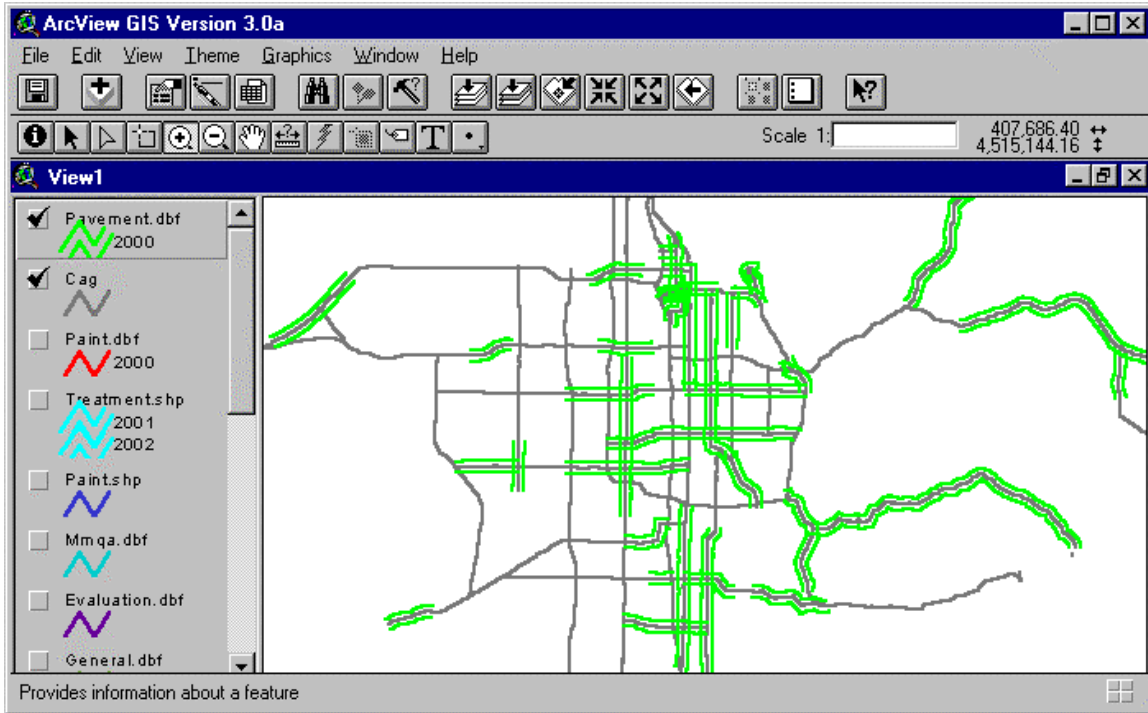 ArcView GIS Version 3.0a
File Edit View Theme Graphics Window Help
Scale 1:
407,686.40
4,515,144.16
View1
Pavement.dbf
2000
Cag
Paint.dbf
2000
Treatment.shp
2001
2002
Paint.shp
Mmqa.dbf
Evaluation.dbf
General.dbf
Provides information about a feature